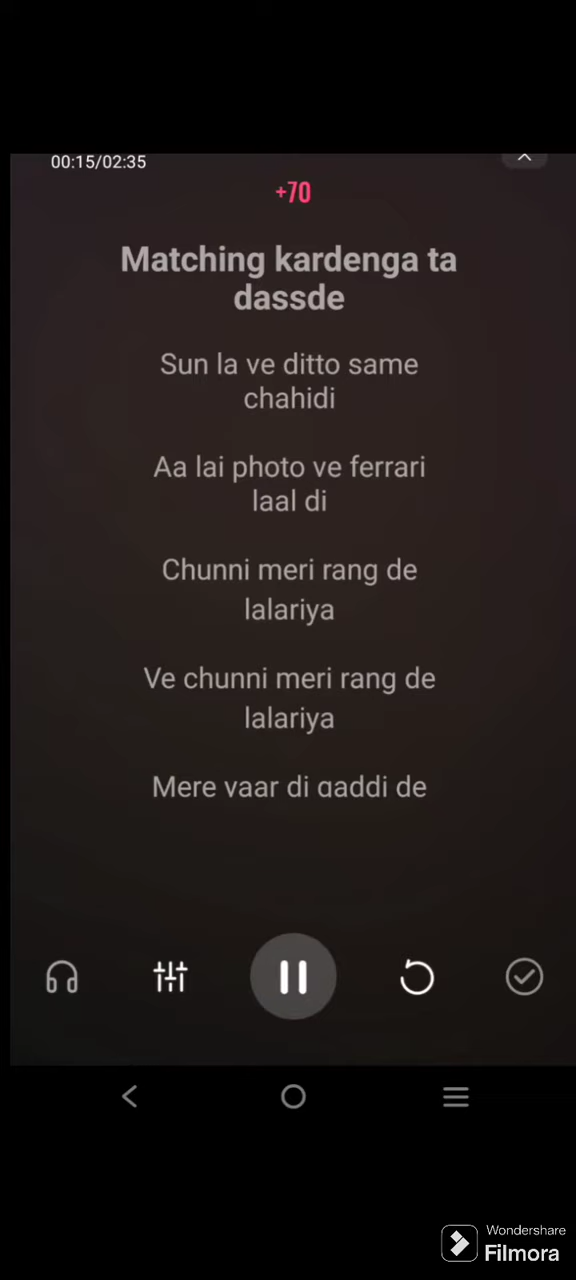 00:15/02:35
+70
Matching kardenga ta
dassde
Sun la ve ditto same
chahidi
Aa lai photo ve ferrari
laal di
Chunni meri rang de
lalariya
Ve chunni meri rang de
lalariya
Mere yaar di gaddi de
Wondershare
Filmora